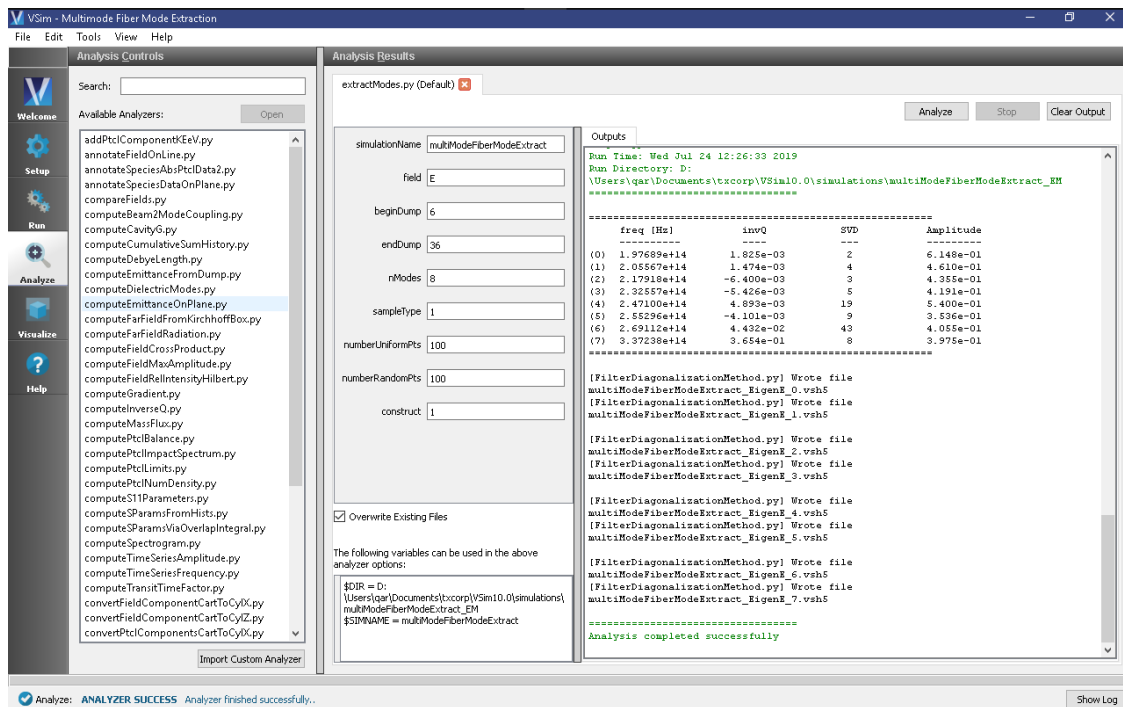 VSim - Multimode Fiber Mode Extraction
File Edit Tools View Help
Welcome
Setup
Run
Analyze
Visualize
Help
Analysis Controls
Search:
Available Analyzers:
Open
addPtclComponentKEeV.py
annotateFieldOnLine.py
annotateSpeciesAbsPtclData2.py
annotateSpeciesDataOnPlane.py
compareFields.py
computeBeam2ModeCoupling.py
computeCavityG.py
computeCumulativeSumHistory.py
computeDebyeLength.py
computeEmittanceFromDump.py
computeDielectricModes.py
computeEmittanceOnPlane.py
computeFarFieldFromKirchhoffBox.py
computeFarFieldRadiation.py
computeFieldCrossProduct.py
computeFieldMaxAmplitude.py
computeFieldRelIntensityHilbert.py
computeGradient.py
computeInverseQ.py
computeMassFlux.py
computePtclBalance.py
computePtclImpactSpectrum.py
computePtclLimits.py
computePtclNumDensity.py
computeS11Parameters.py
computeSParamsFromHists.py
computeSParamsViaOverlapIntegral.py
computeSpectrogram.py
computeTimeSeriesAmplitude.py
computeTimeSeriesFrequency.py
computeTransitTimeFactor.py
convertFieldComponentCartToCylX.py
convertFieldComponentCartToCylZ.py
convertPtclComponentsCartToCylX.py
Import Custom Analyzer
Analysis Results
extractModes.py (Default)
Analyze Stop Clear Output
simulationName multiModeFiberModeExtract
field E
beginDump 6
endDump 36
nModes 8
sampleType 1
numberUniformPts 100
numberRandomPts 100
construct 1
Overwrite Existing Files
The following variables can be used in the above
analyzer options:
$DIR = D:
\Users\qar\Documents\txcorp\VSim10.0\simulations\
multiModeFiberModeExtract_EM
$SIMNAME = multiModeFiberModeExtract
Outputs
Run Time: Wed Jul 24 12:26:33 2019
Run Directory: D:
\Users\qar\Documents\txcorp\VSim10.0\simulations\multiModeFiberModeExtract_EM
=================================
======================================================
freq [Hz] invQ SVD Amplitude
---------- ---- --- ---------
(0) 1.97689e+14 1.825e-03 2 6.148e-01
(1) 2.05567e+14 1.474e-03 4 4.610e-01
(2) 2.17918e+14 -6.400e-03 3 4.355e-01
(3) 2.32557e+14 -5.426e-03 5 4.191e-01
(4) 2.47100e+14 4.893e-03 19 5.400e-01
(5) 2.55296e+14 -4.101e-03 9 3.536e-01
(6) 2.69112e+14 4.432e-02 43 4.055e-01
(7) 3.37238e+14 3.654e-01 8 3.975e-01
======================================================
[FilterDiagonalizationMethod.py] Wrote file
multiModeFiberModeExtract_EigenE_0.vsh5
[FilterDiagonalizationMethod.py] Wrote file
multiModeFiberModeExtract_EigenE_1.vsh5
[FilterDiagonalizationMethod.py] Wrote file
multiModeFiberModeExtract_EigenE_2.vsh5
[FilterDiagonalizationMethod.py] Wrote file
multiModeFiberModeExtract_EigenE_3.vsh5
[FilterDiagonalizationMethod.py] Wrote file
multiModeFiberModeExtract_EigenE_4.vsh5
[FilterDiagonalizationMethod.py] Wrote file
multiModeFiberModeExtract_EigenE_5.vsh5
[FilterDiagonalizationMethod.py] Wrote file
multiModeFiberModeExtract_EigenE_6.vsh5
[FilterDiagonalizationMethod.py] Wrote file
multiModeFiberModeExtract_EigenE_7.vsh5
=================================
Analysis completed successfully
Analyze: ANALYZER SUCCESS Analyzer finished successfully..
Show Log